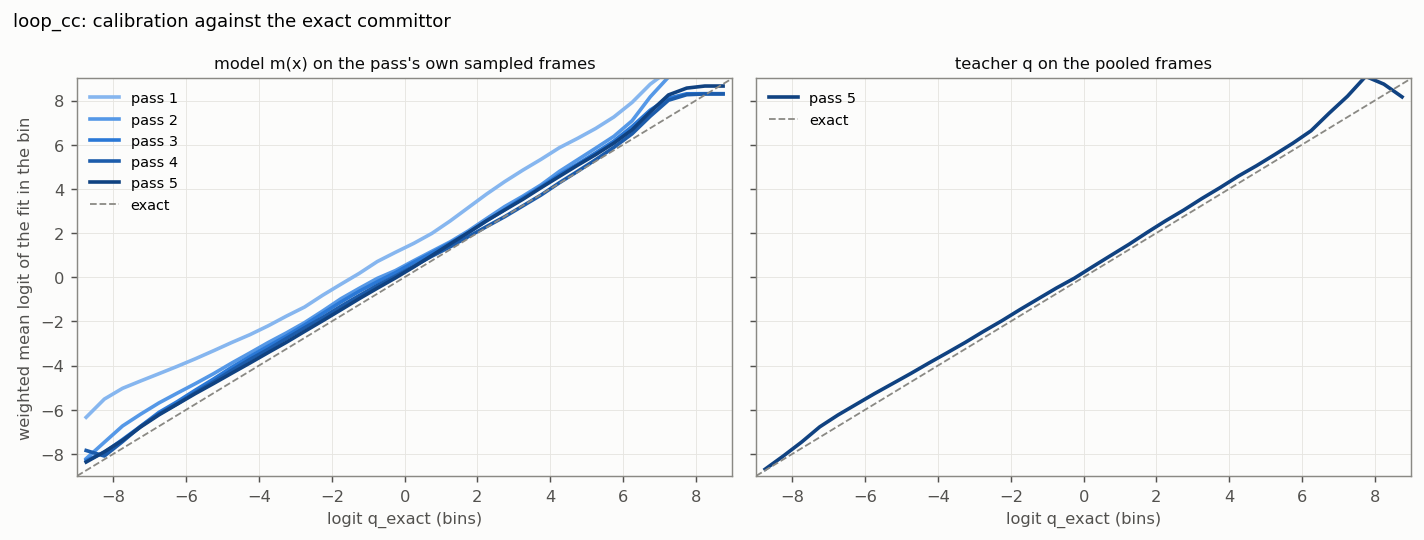 loop_cc: calibration against the exact committor
model m(x) on the pass's own sampled frames
teacher q on the pooled frames
weighted mean logit of the fit in the bin
8
6
4
2
0
−2
−4
−6
−8
pass 1
pass 2
pass 3
pass 4
pass 5
exact
pass 5
exact
−8 −6 −4 −2 0 2 4 6 8
−8 −6 −4 −2 0 2 4 6 8
logit q_exact (bins)
logit q_exact (bins)